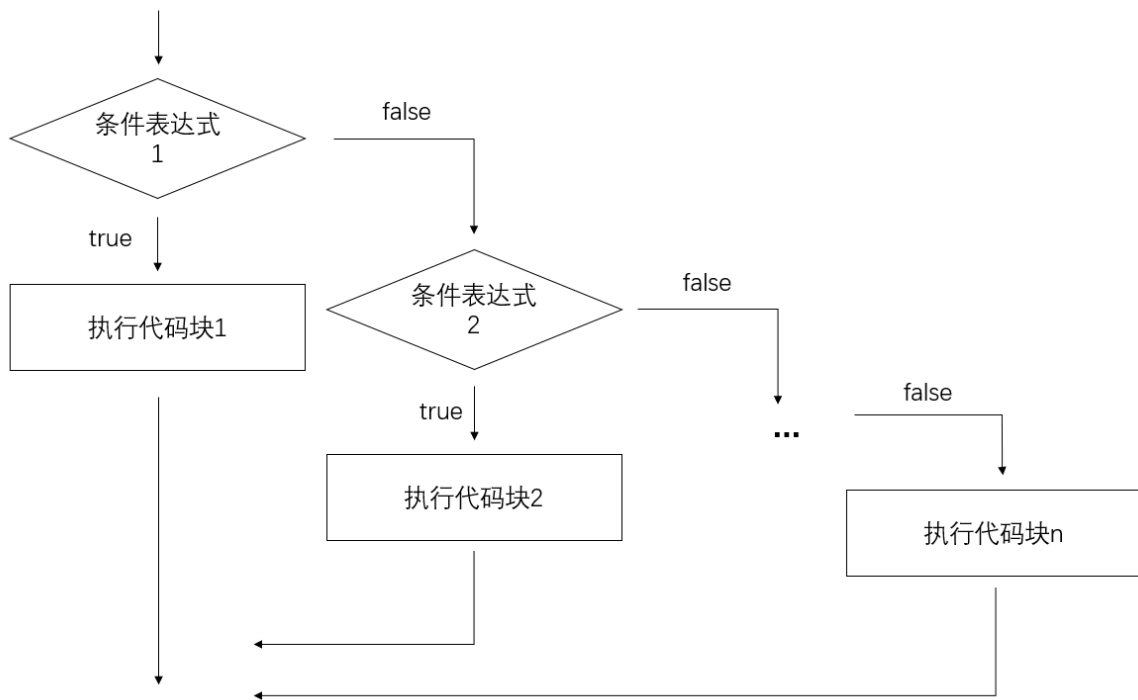 条件表达式
1
false
true
执行代码块1
条件表达式
2
false
true
执行代码块2
...
false
执行代码块n